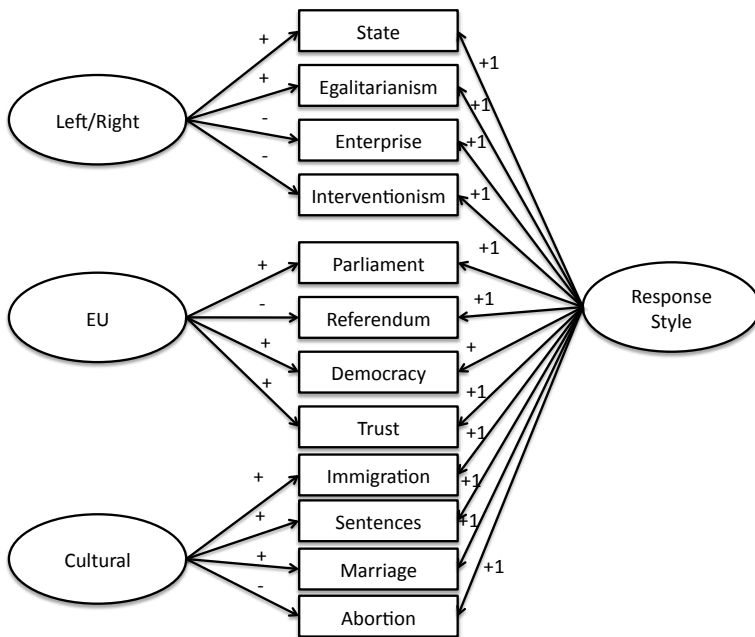 +
State
+1
+
Egalitarianism
+1
Left/Right
-
Enterprise
+1
-
Interventionism
+1
+
Parliament
+1
EU
-
Referendum
+1
Response
Style
+
Democracy
+
+
Trust
+1
+
Immigration
+1
+
Sentences
+1
Cultural
+
Marriage
+1
-
Abortion
+1